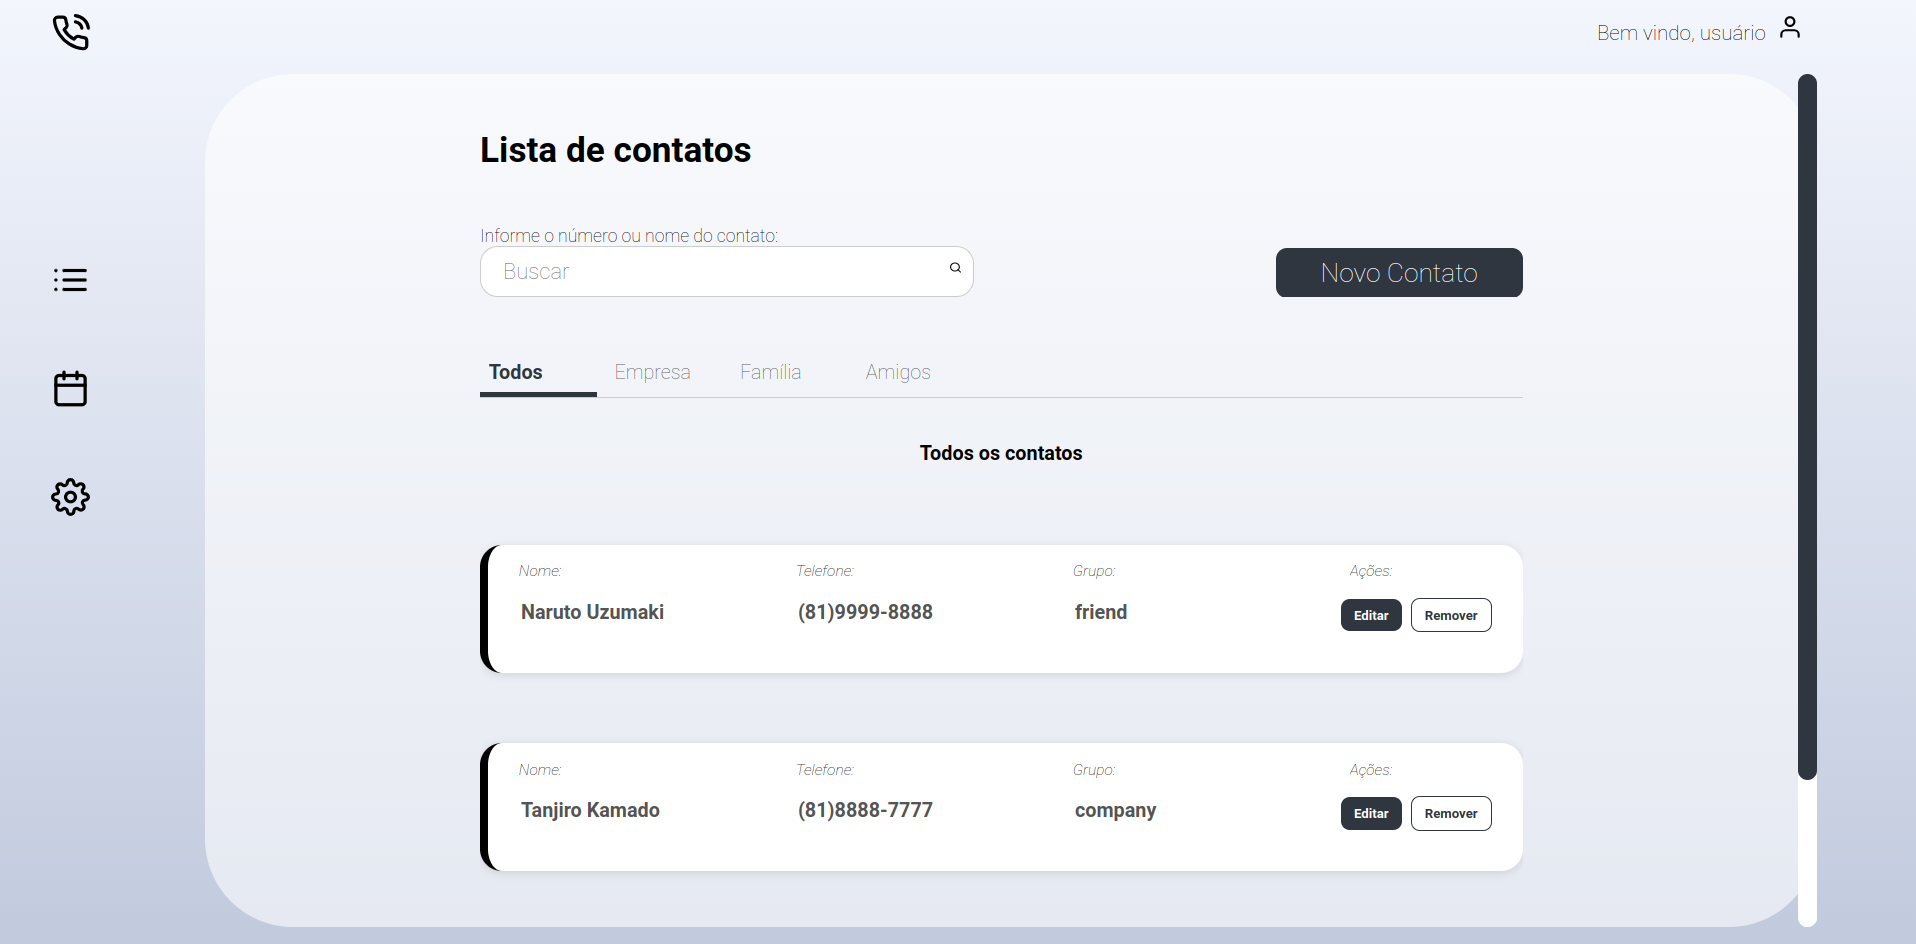 Bem vindo, usuário
Lista de contatos
Informe o número ou nome do contato:
Buscar
Novo Contato
Todos Empresa Família Amigos
Todos os contatos
Nome: Telefone: Grupo: Ações:
Naruto Uzumaki (81)9999-8888 friend Editar Remover
Nome: Telefone: Grupo: Ações:
Tanjiro Kamado (81)8888-7777 company Editar Remover